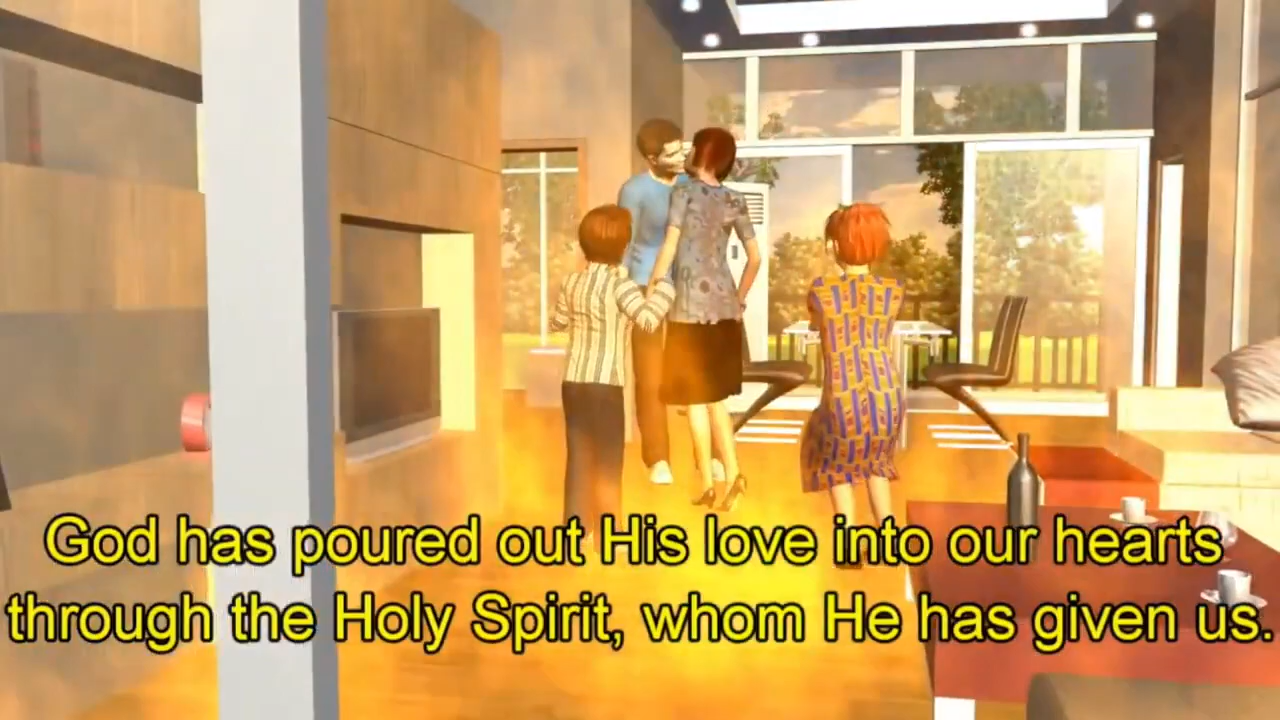 God has poured out His love into our hearts
through the Holy Spirit, whom He has given us.